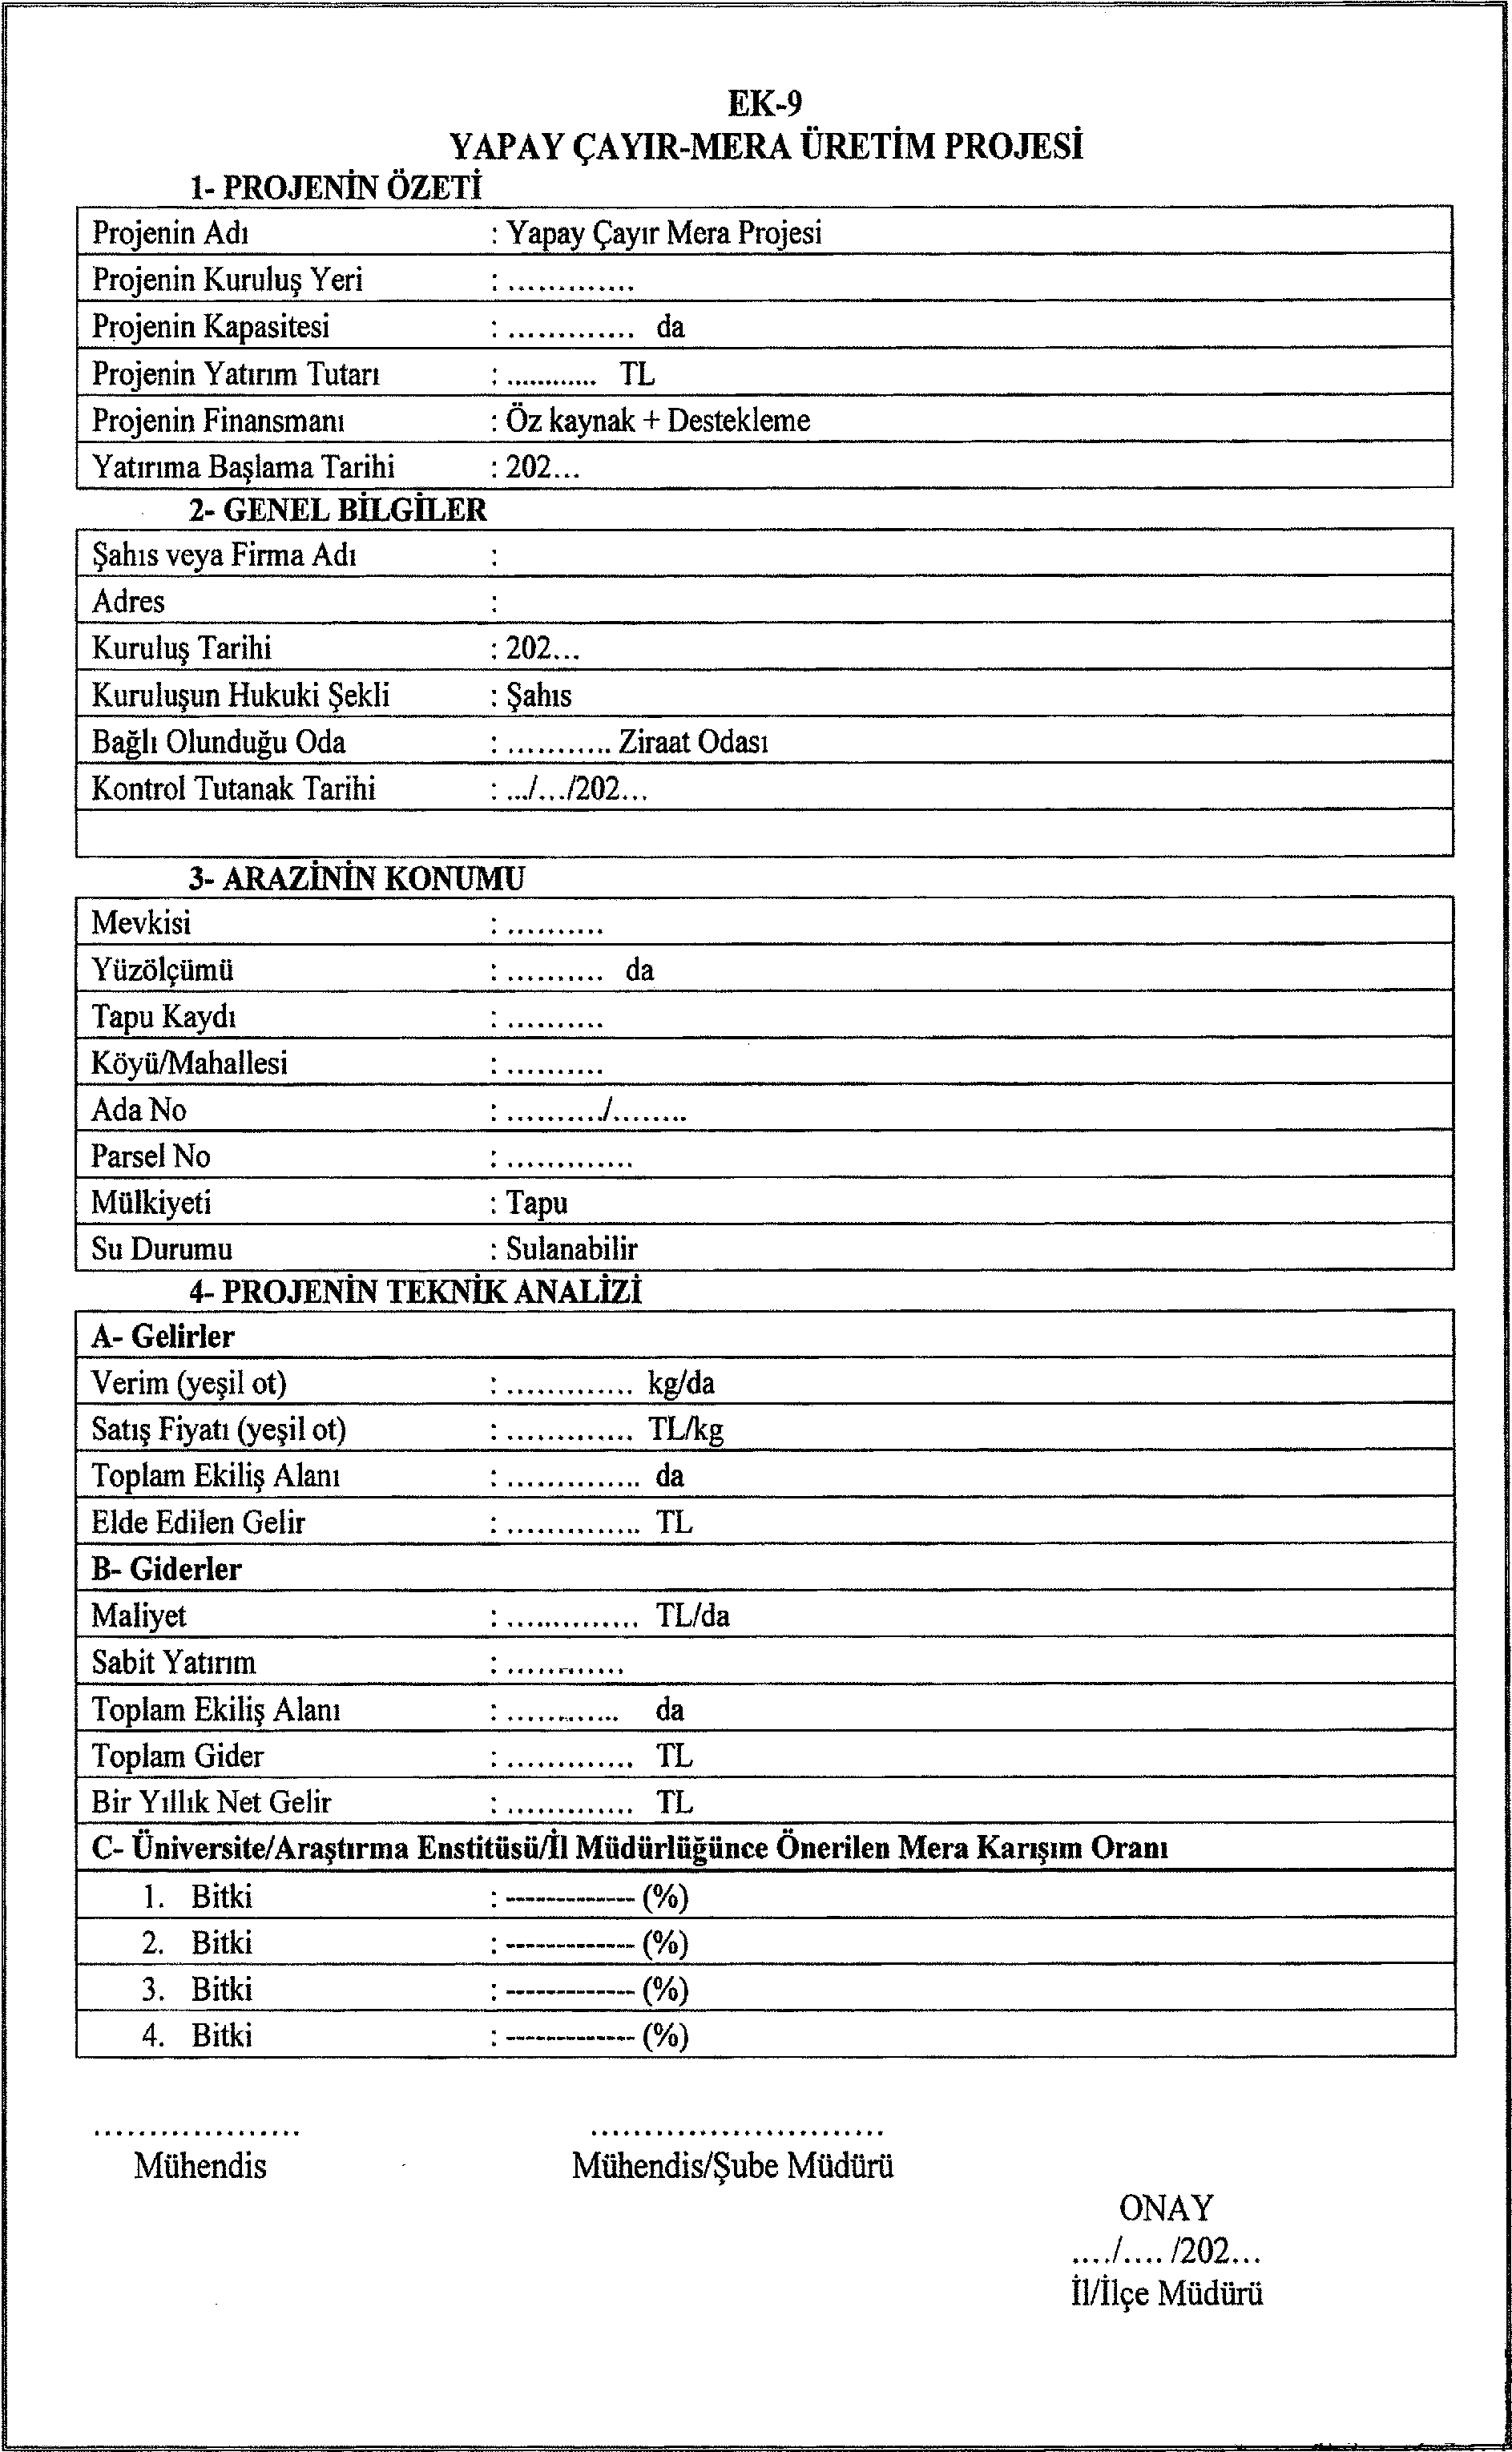 EK-9
YAPAY ÇAYIR-MERA ÜRETİM PROJESİ
1- PROJENİN ÖZETİ
Projenin Adı : Yapay Çayır Mera Projesi
Projenin Kuruluş Yeri : .............
Projenin Kapasitesi : ............. da
Projenin Yatırım Tutarı : ............ TL
Projenin Finansmanı : Öz kaynak + Destekleme
Yatırıma Başlama Tarihi : 202...
2- GENEL BİLGİLER
Şahıs veya Firma Adı :
Adres :
Kuruluş Tarihi : 202...
Kuruluşun Hukuki Şekli : Şahıs
Bağlı Olunduğu Oda : ........... Ziraat Odası
Kontrol Tutanak Tarihi : .../.../202...
3- ARAZİNİN KONUMU
Mevkisi : ..........
Yüzölçümü : .......... da
Tapu Kaydı : ..........
Köyü/Mahallesi : ..........
Ada No : ........../........
Parsel No : .............
Mülkiyeti : Tapu
Su Durumu : Sulanabilir
4- PROJENİN TEKNİK ANALİZİ
A- Gelirler
Verim (yeşil ot) : ............. kg/da
Satış Fiyatı (yeşil ot) : ............. TL/kg
Toplam Ekiliş Alanı : .............. da
Elde Edilen Gelir : .............. TL
B- Giderler
Maliyet : .............. TL/da
Sabit Yatırım : ............
Toplam Ekiliş Alanı : ............ da
Toplam Gider : ............. TL
Bir Yıllık Net Gelir : ............. TL
C- Üniversite/Araştırma Enstitüsü/İl Müdürlüğünce Önerilen Mera Karışım Oranı
1. Bitki : ------------- (%)
2. Bitki : ------------- (%)
3. Bitki : ------------- (%)
4. Bitki : ------------- (%)
................... ...........................
Mühendis Mühendis/Şube Müdürü
ONAY
..../.... /202...
İl/İlçe Müdürü